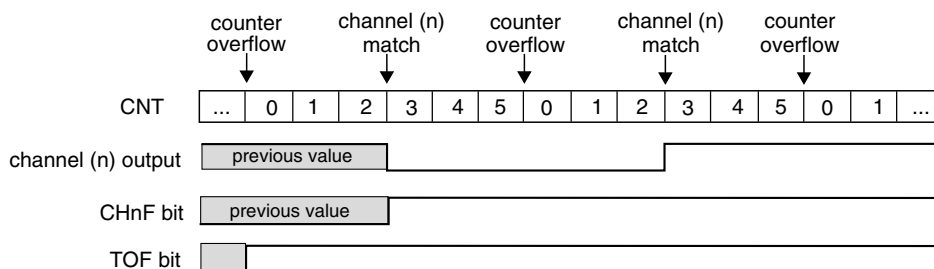 counter overflow
channel (n) match
counter overflow
channel (n) match
counter overflow
CNT ... 0 1 2 3 4 5 0 1 2 3 4 5 0 1 ...
channel (n) output previous value
CHnF bit previous value
TOF bit